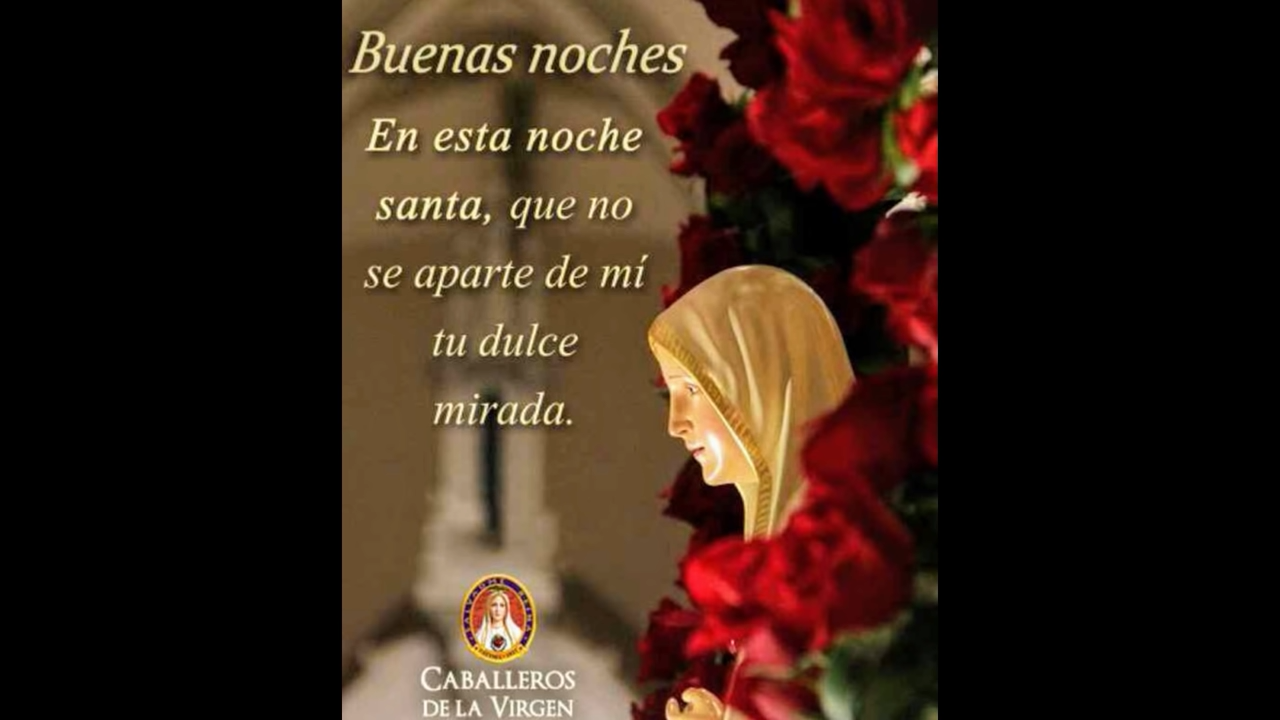 Buenas noches
En esta noche
santa, que no
se aparte de mí
tu dulce
mirada.
CABALLEROS
DE LA VIRGEN